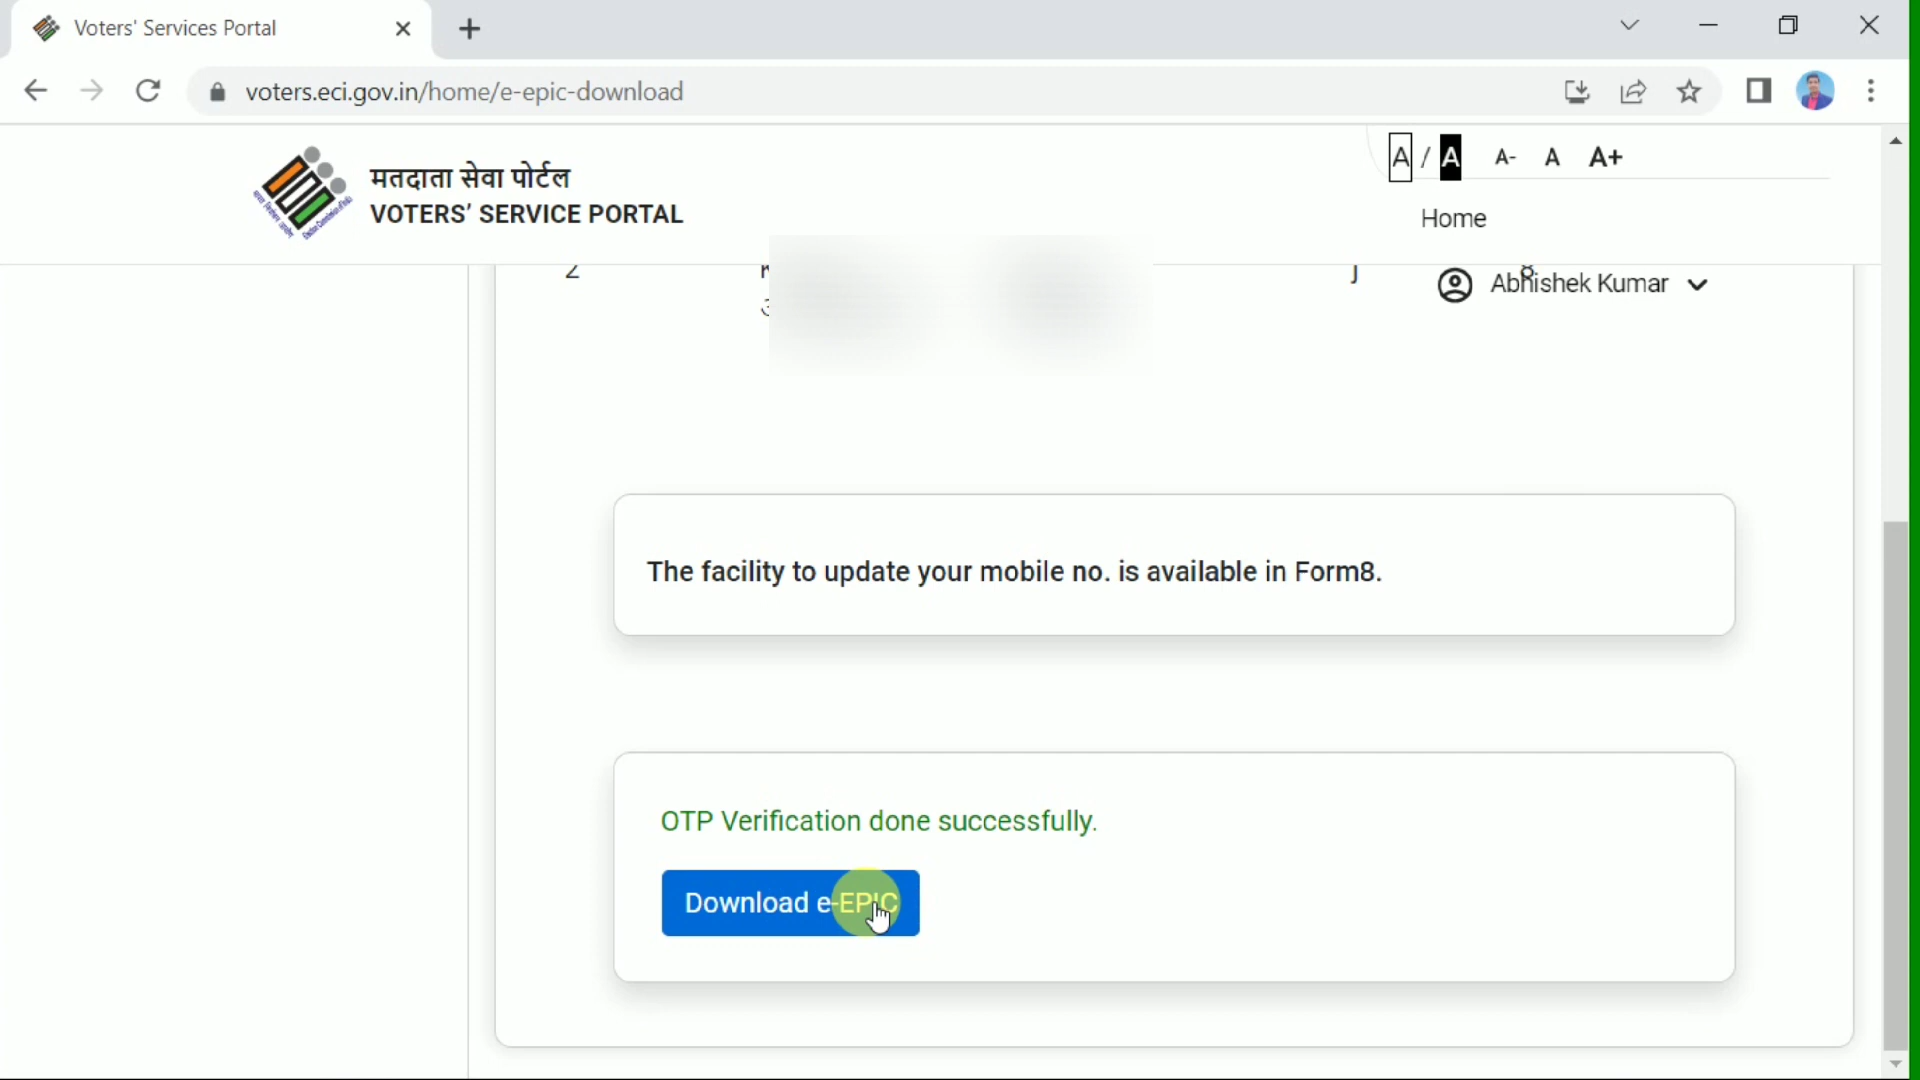 Voters' Services Portal
voters.eci.gov.in/home/e-epic-download
A / A A- A A+
मतदाता सेवा पोर्टल
VOTERS' SERVICE PORTAL
Home
Abhishek Kumar
The facility to update your mobile no. is available in Form8.
OTP Verification done successfully.
Download e-EPIC